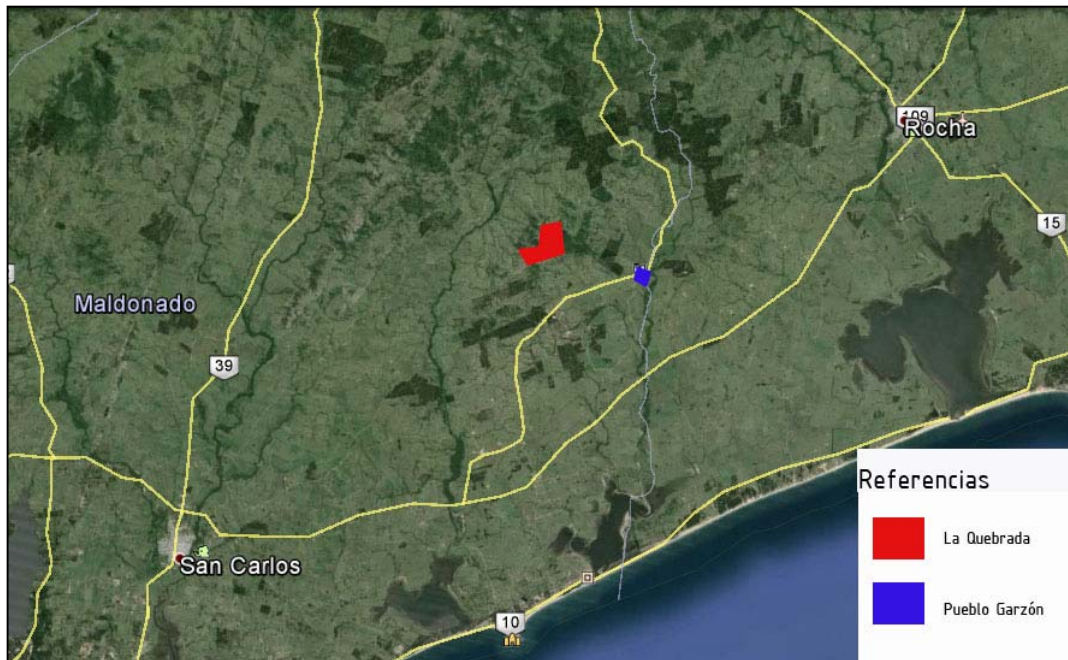 109
Rocha
15
Maldonado
39
San Carlos
10
Referencias
La Quebrada
Pueblo Garzón